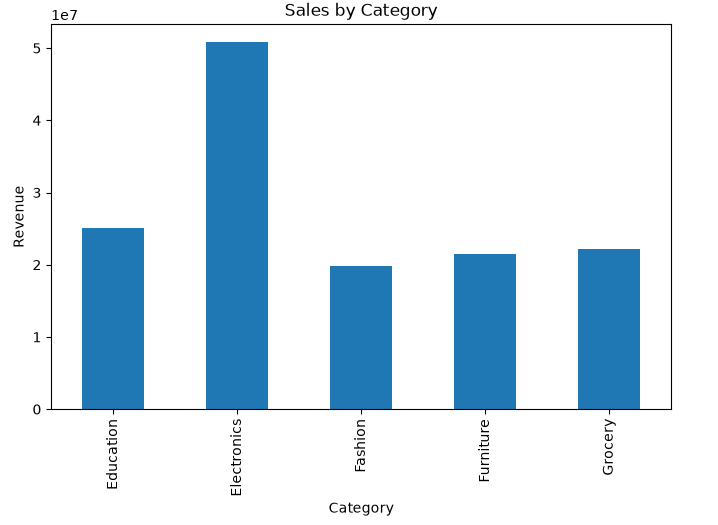 Sales by Category
1e7
5
4
3
2
1
0
Revenue
Education
Electronics
Fashion
Furniture
Grocery
Category